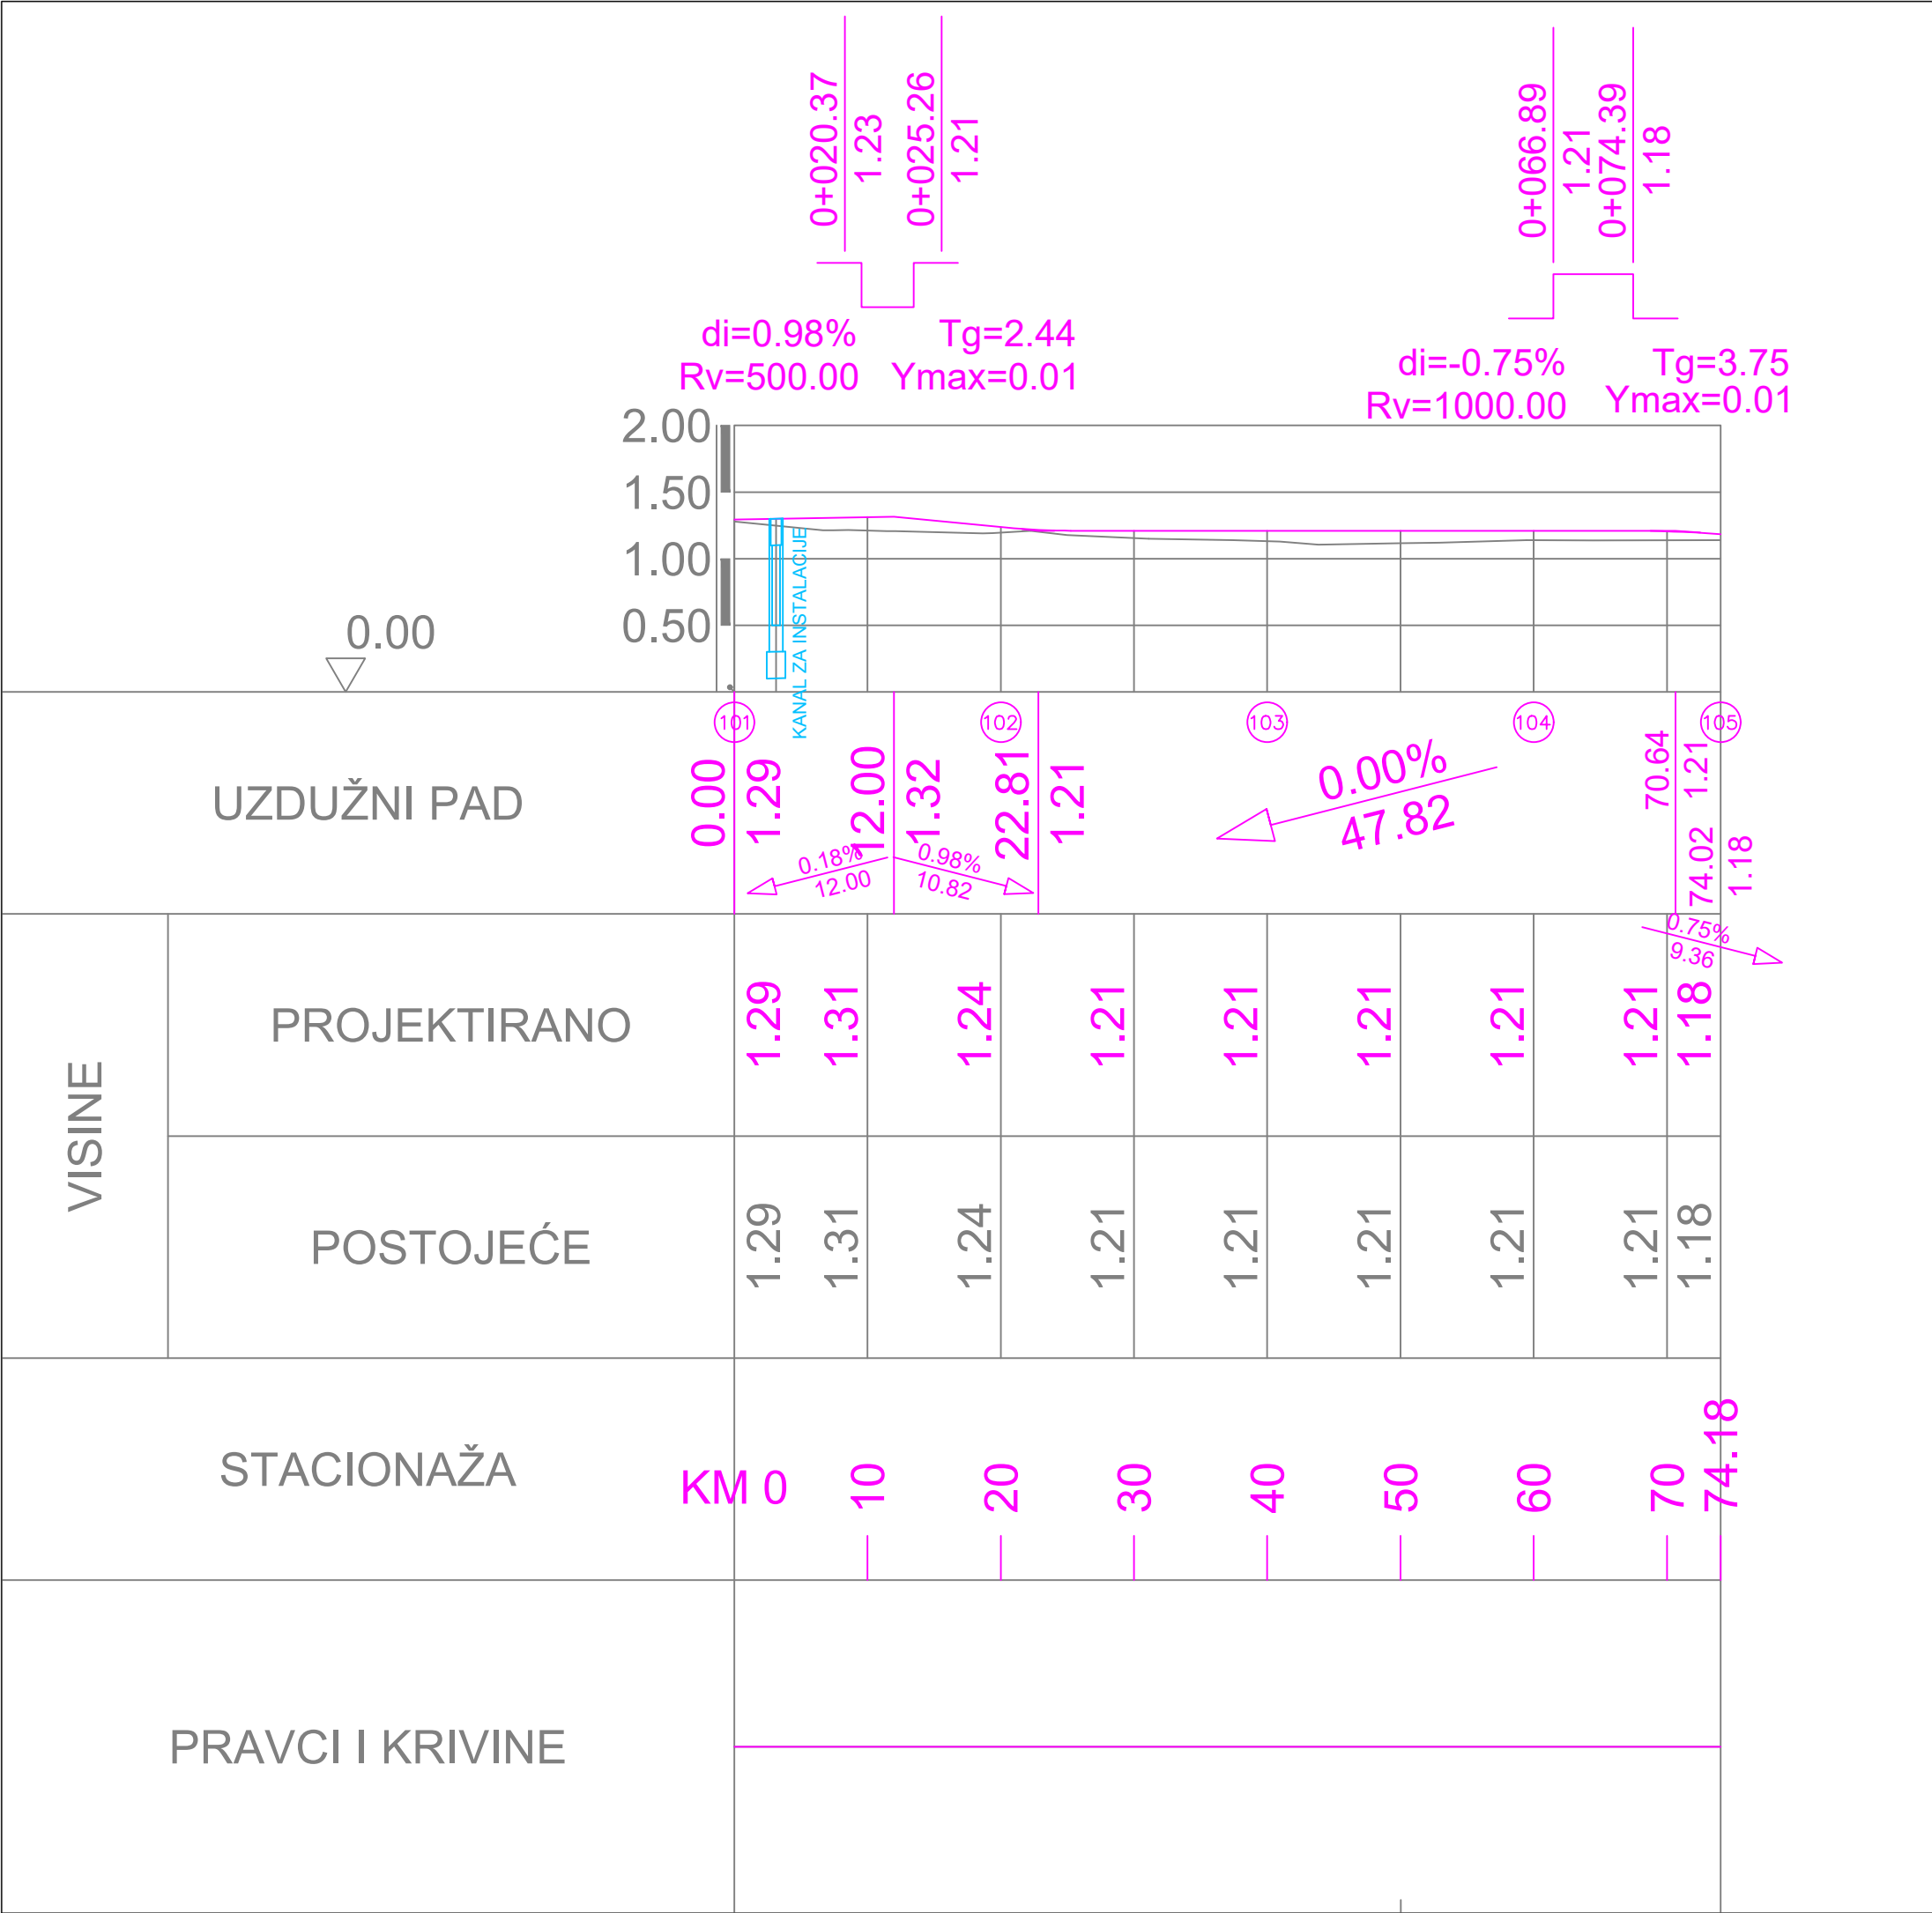 0+020.37
1.23
0+025.26
1.21
0+066.89
1.21
0+074.39
1.18
di=0.98% Tg=2.44
Rv=500.00 Ymax=0.01
di=-0.75% Tg=3.75
Rv=1000.00 Ymax=0.01
2.00
1.50
1.00
0.50
0.00
KANAL ZA INSTALACIJE
101 102 103 104 105
UZDUŽNI PAD
0.00
1.29
12.00
1.32
22.81
1.21
0.18%
12.00
0.98%
10.82
0.00%
47.82
70.64
1.21
74.02
1.18
0.75%
9.36
VISINE
PROJEKTIRANO
1.29 1.31 1.24 1.21 1.21 1.21 1.21 1.21 1.18
POSTOJEĆE
1.29 1.31 1.24 1.21 1.21 1.21 1.21 1.21 1.18
STACIONAŽA
KM 0 10 20 30 40 50 60 70 74.18
PRAVCI I KRIVINE